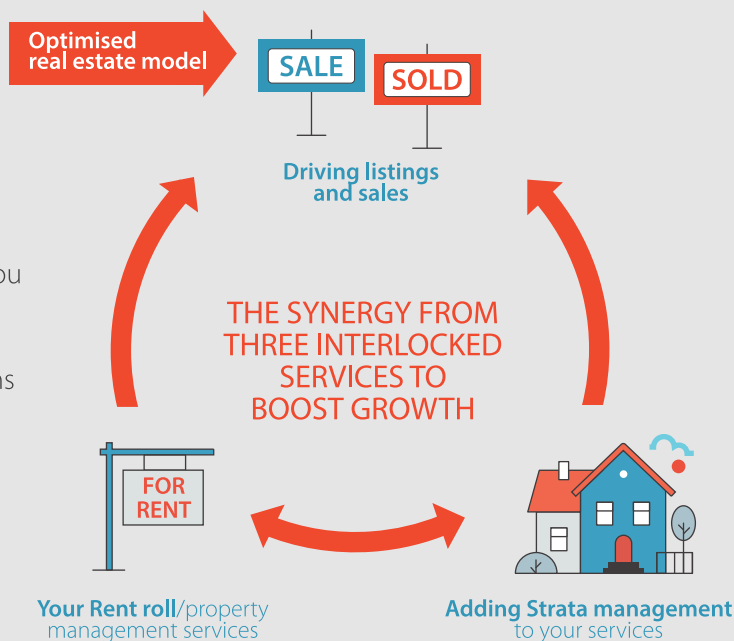 Optimised
real estate model
SALE
SOLD
Driving listings
and sales
THE SYNERGY FROM
THREE INTERLOCKED
SERVICES TO
BOOST GROWTH
FOR
RENT
Your Rent roll/property
management services
Adding Strata management
to your services